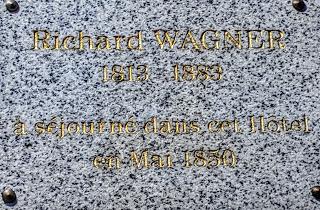 Richard WAGNER
1813 - 1883
à séjourné dans cet Hôtel
en Mai 1850